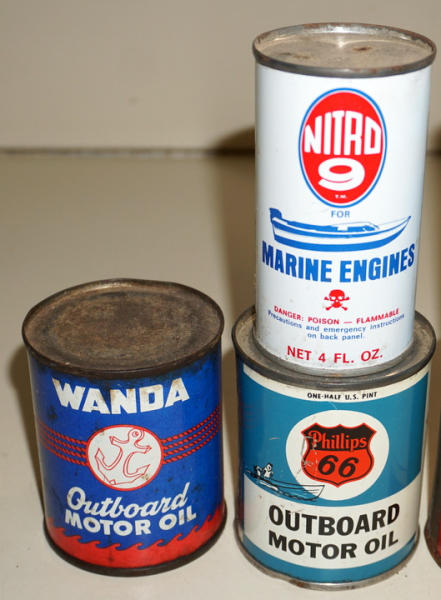 NITRO
9
T.M.
FOR
MARINE ENGINES
DANGER: POISON — FLAMMABLE
Precautions and emergency instructions
on back panel.
NET 4 FL. OZ.
WANDA
Outboard
MOTOR OIL
ONE-HALF U.S. PINT
Phillips
66
OUTBOARD
MOTOR OIL